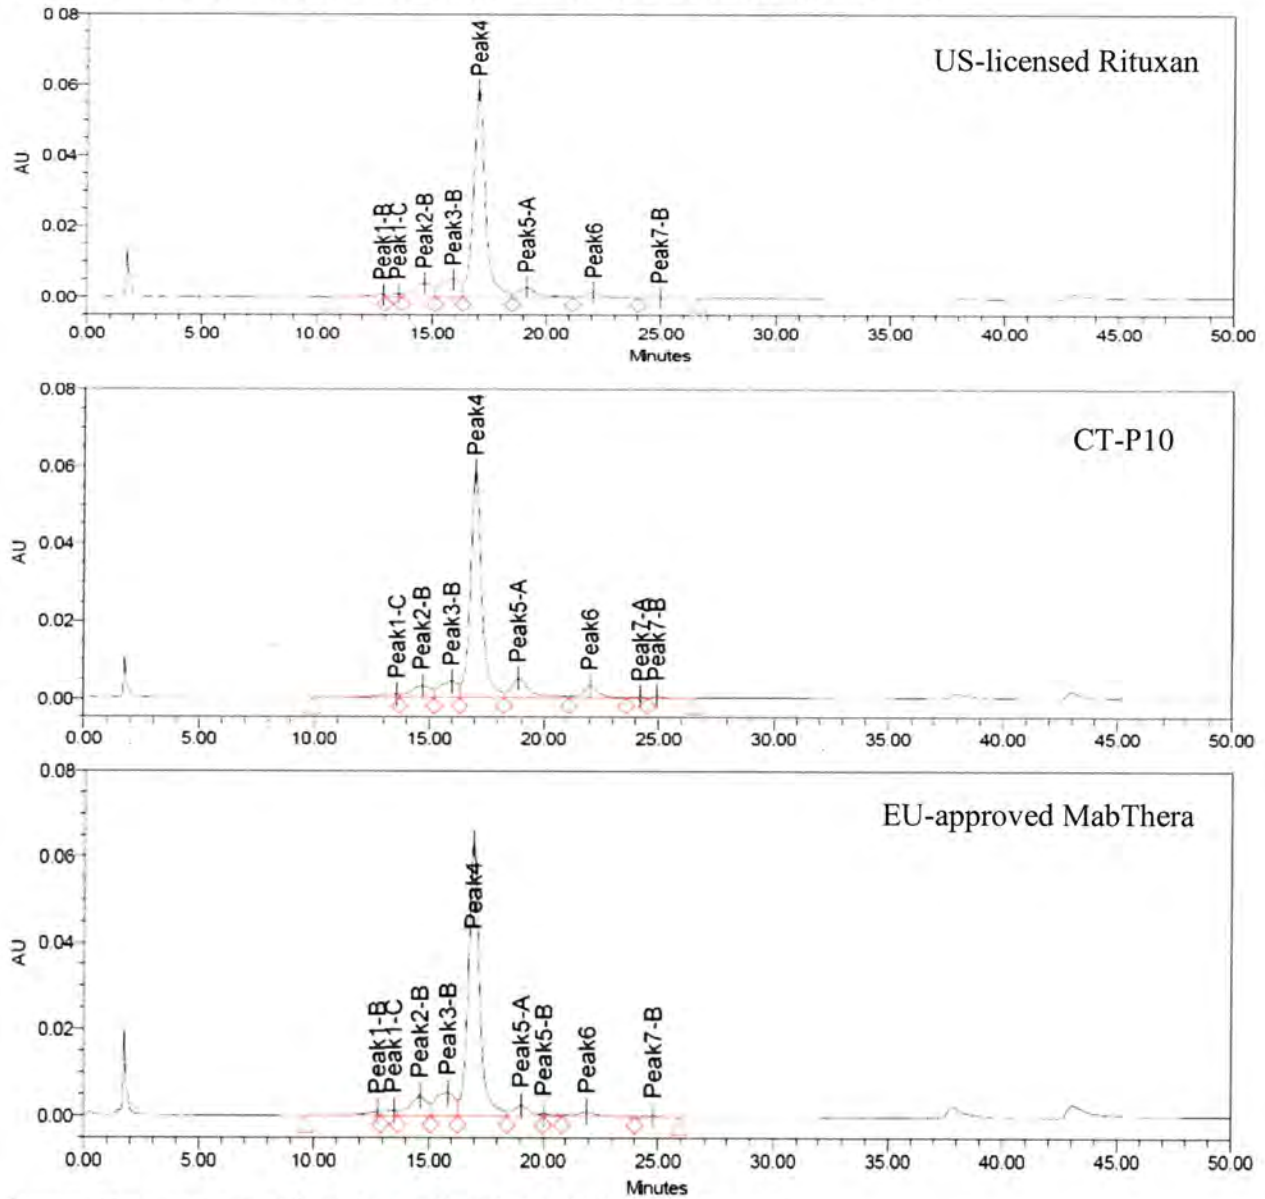 0.08
US-licensed Rituxan
Peak4
0.06
AU
0.04
0.02
Peak1-B
Peak1-C
Peak2-B
Peak3-B
Peak5-A
Peak6
Peak7-B
0.00
0.00 5.00 10.00 15.00 20.00 25.00 30.00 35.00 40.00 45.00 50.00
Minutes
0.08
CT-P10
Peak4
0.06
AU
0.04
0.02
Peak1-C
Peak2-B
Peak3-B
Peak5-A
Peak6
Peak7-A
Peak7-B
0.00
0.00 5.00 10.00 15.00 20.00 25.00 30.00 35.00 40.00 45.00 50.00
0.08
EU-approved MabThera
0.06
Peak4
AU
0.04
0.02
Peak1-B
Peak1-C
Peak2-B
Peak3-B
Peak5-A
Peak5-B
Peak6
Peak7-B
0.00
0.00 5.00 10.00 15.00 20.00 25.00 30.00 35.00 40.00 45.00 50.00
Minutes